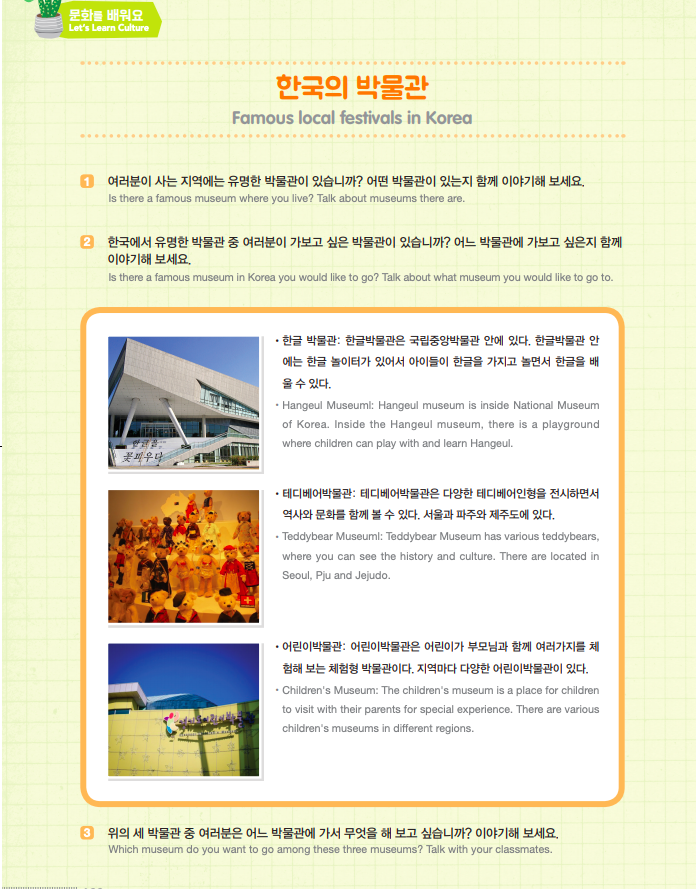 문화를 배워요
Let's Learn Culture
한국의 박물관
Famous local festivals in Korea
1 여러분이 사는 지역에는 유명한 박물관이 있습니까? 어떤 박물관이 있는지 함께 이야기해 보세요.
Is there a famous museum where you live? Talk about museums there are.
2 한국에서 유명한 박물관 중 여러분이 가보고 싶은 박물관이 있습니까? 어느 박물관에 가보고 싶은지 함께
이야기해 보세요.
Is there a famous museum in Korea you would like to go? Talk about what museum you would like to go to.
한글을
꽃피우다
• 한글 박물관: 한글박물관은 국립중앙박물관 안에 있다. 한글박물관 안
에는 한글 놀이터가 있어서 아이들이 한글을 가지고 놀면서 한글을 배
울 수 있다.
• Hangeul Museuml: Hangeul museum is inside National Museum
of Korea. Inside the Hangeul museum, there is a playground
where children can play with and learn Hangeul.
• 테디베어박물관: 테디베어박물관은 다양한 테디베어인형을 전시하면서
역사와 문화를 함께 볼 수 있다. 서울과 파주와 제주도에 있다.
• Teddybear Museuml: Teddybear Museum has various teddybears,
where you can see the history and culture. There are located in
Seoul, Pju and Jejudo.
• 어린이박물관: 어린이박물관은 어린이가 부모님과 함께 여러가지를 체
험해 보는 체험형 박물관이다. 지역마다 다양한 어린이박물관이 있다.
• Children's Museum: The children's museum is a place for children
to visit with their parents for special experience. There are various
children's museums in different regions.
3 위의 세 박물관 중 여러분은 어느 박물관에 가서 무엇을 해 보고 싶습니까? 이야기해 보세요.
Which museum do you want to go among these three museums? Talk with your classmates.